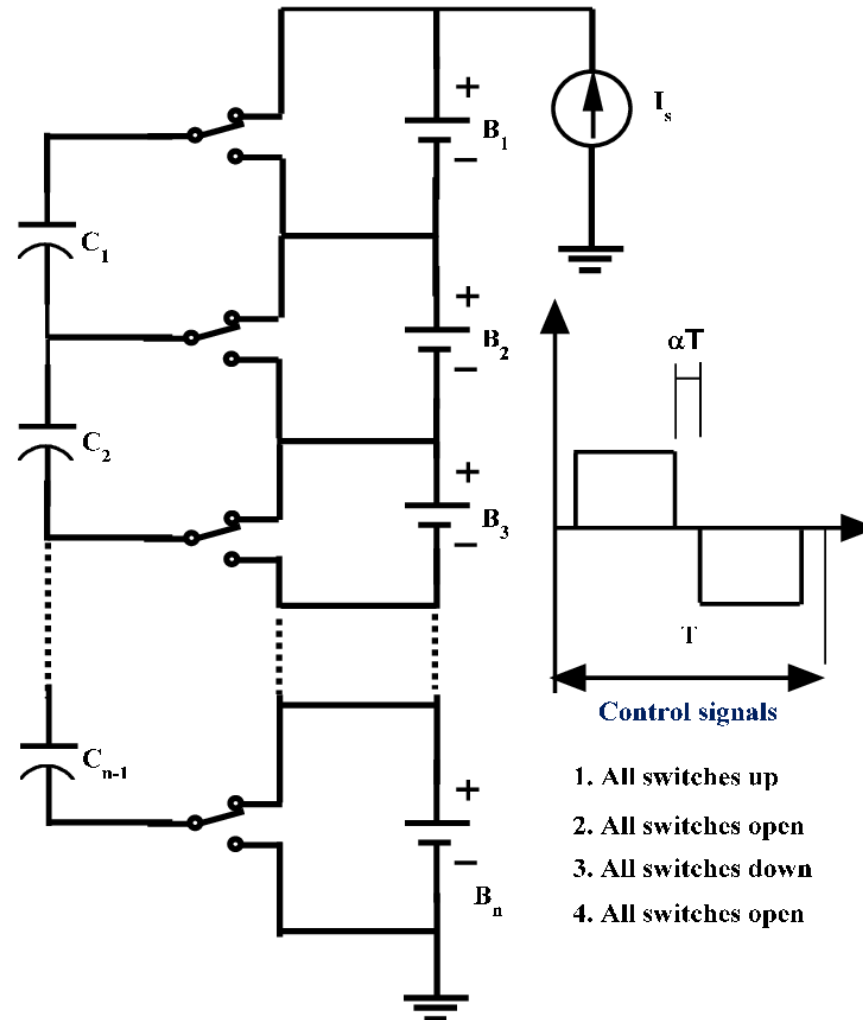 +
B1
−
Is
C1
+
B2
−
αT
C2
+
B3
−
T
Control signals
Cn-1
+
−
Bn
1. All switches up
2. All switches open
3. All switches down
4. All switches open